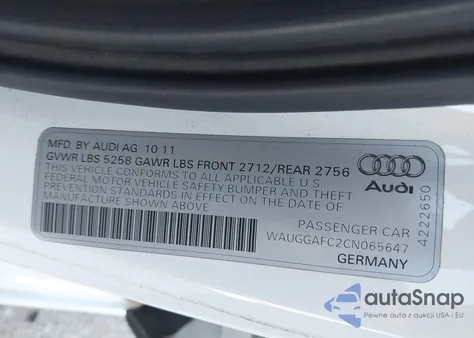 MFD. BY AUDI AG 10 11
GVWR LBS 5258 GAWR LBS FRONT 2712/REAR 2756
THIS VEHICLE CONFORMS TO ALL APPLICABLE U S
FEDERAL MOTOR VEHICLE SAFETY BUMPER AND THEFT
PREVENTION STANDARDS IN EFFECT ON THE DATE OF
MANUFACTURE SHOWN ABOVE
Audi
PASSENGER CAR
WAUGGAFC2CN065647
GERMANY
4222650
autoSnap
Pewne auta z aukcji USA - EU